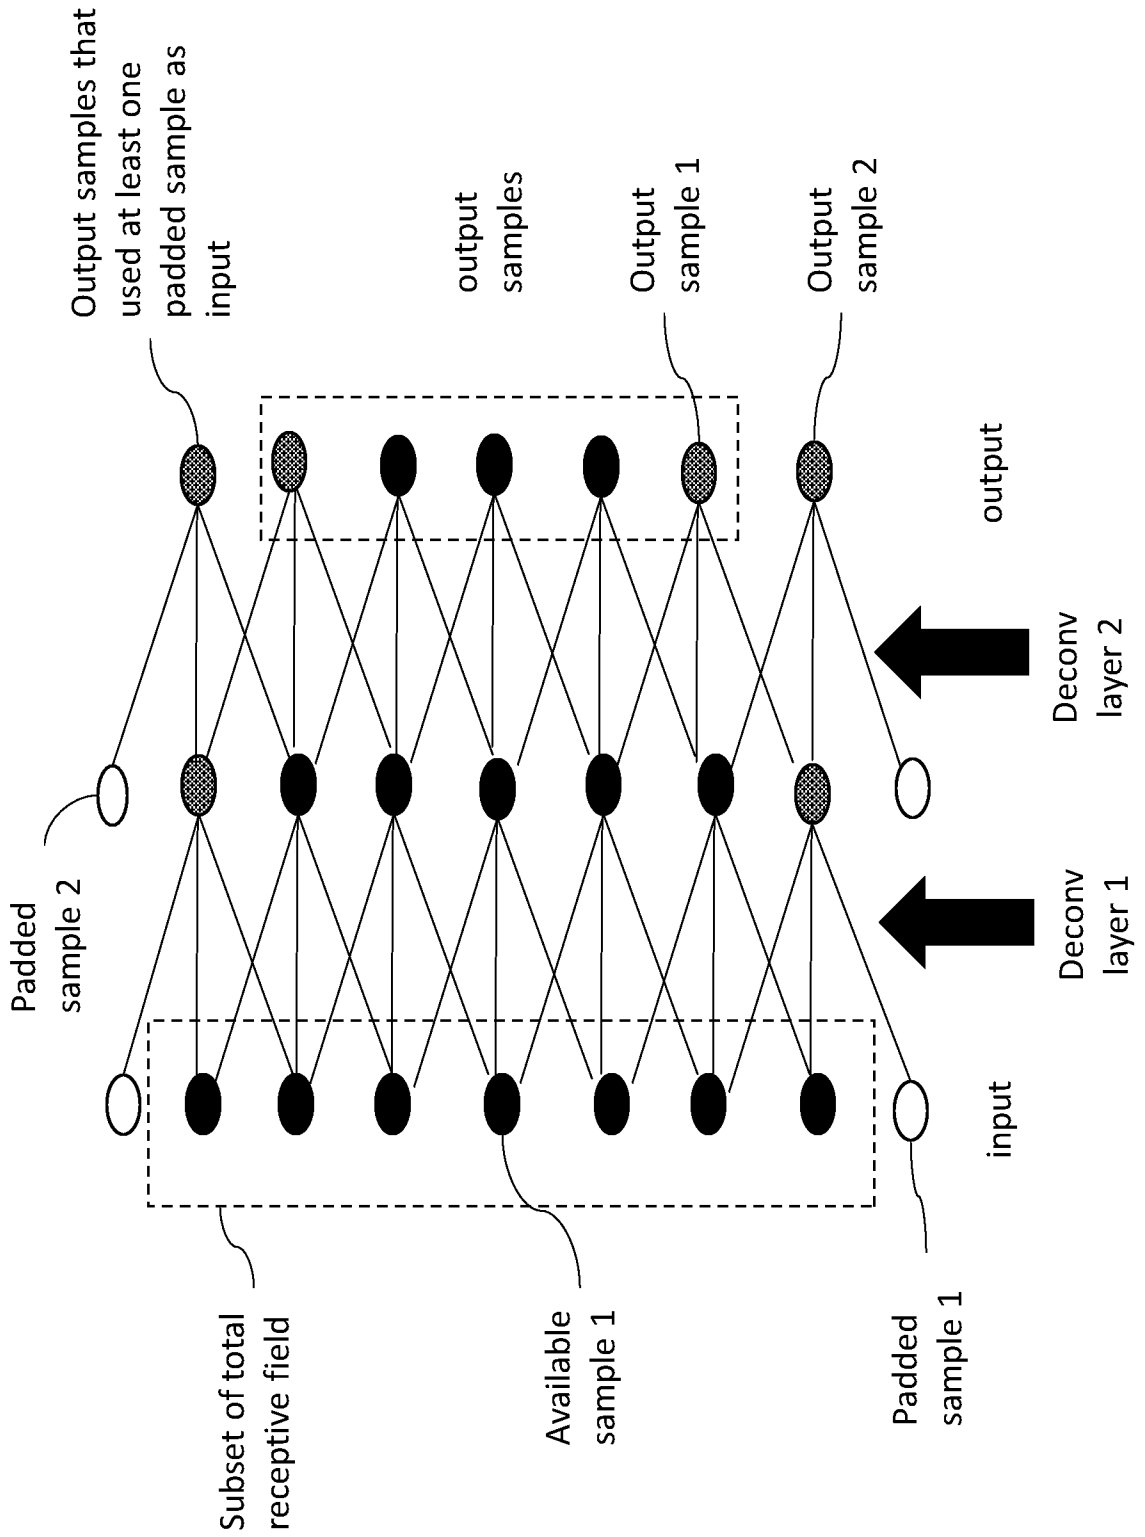 Output samples that
used at least one
padded sample as
input
output
samples
Output
sample 1
Output
sample 2
output
Deconv
layer 2
Padded
sample 2
Deconv
layer 1
input
Subset of total
receptive field
Available
sample 1
Padded
sample 1